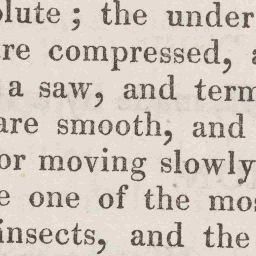 olute ; the under
re compressed, a
a saw, and term
are smooth, and
or moving slowly
e one of the mos
insects, and the